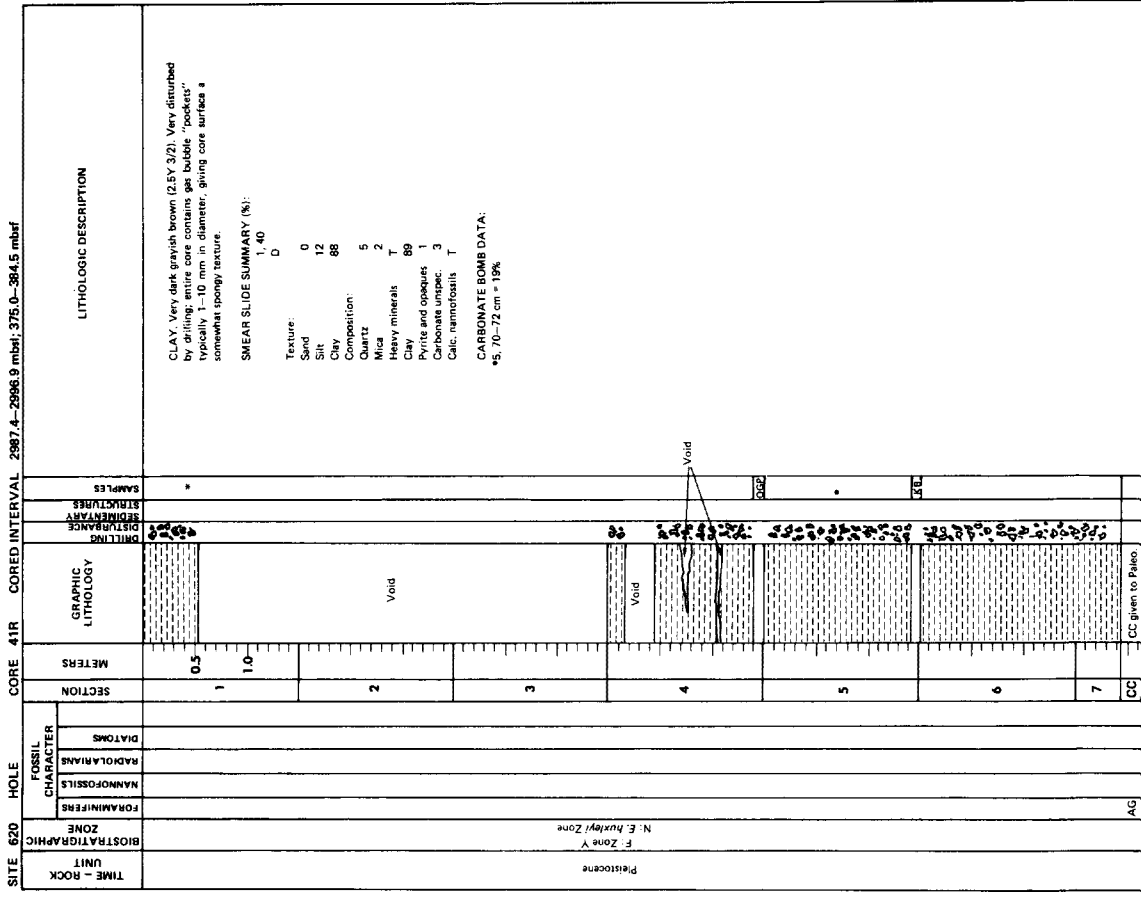 SITE 620 HOLE CORE 41R CORED INTERVAL 2987.4–2996.9 mbsl; 375.0–384.5 mbsf
TIME – ROCK UNIT
BIOSTRATIGRAPHIC ZONE
FOSSIL CHARACTER
FORAMINIFERS
NANNOFOSSILS
RADIOLARIANS
DIATOMS
SECTION
METERS
GRAPHIC LITHOLOGY
DRILLING DISTURBANCE
SEDIMENTARY STRUCTURES
SAMPLES
LITHOLOGIC DESCRIPTION
Pleistocene
F: Zone Y
N: E. huxleyi Zone
AG
1
2
3
4
5
6
7
CC
0.5
1.0
Void
Void
Void
CC given to Paleo.
*
OGP
*
KB
CLAY. Very dark grayish brown (2.5Y 3/2). Very disturbed
by drilling; entire core contains gas bubble "pockets"
typically 1–10 mm in diameter, giving core surface a
somewhat spongy texture.
SMEAR SLIDE SUMMARY (%):
1, 40
D
Texture:
Sand 0
Silt 12
Clay 88
Composition:
Quartz 5
Mica 2
Heavy minerals T
Clay 89
Pyrite and opaques 1
Carbonate unspec. 3
Calc. nannofossils T
CARBONATE BOMB DATA:
*5, 70–72 cm = 19%